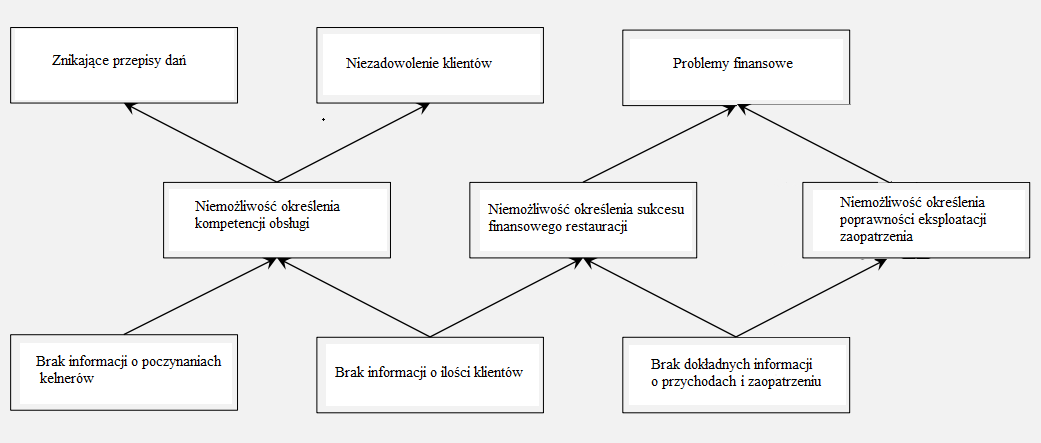 Znikające przepisy dań
Niezadowolenie klientów
Problemy finansowe
Niemożliwość określenia
kompetencji obsługi
Niemożliwość określenia sukcesu
finansowego restauracji
Niemożliwość określenia
poprawności eksploatacji
zaopatrzenia
Brak informacji o poczynaniach
kelnerów
Brak informacji o ilości klientów
Brak dokładnych informacji
o przychodach i zaopatrzeniu